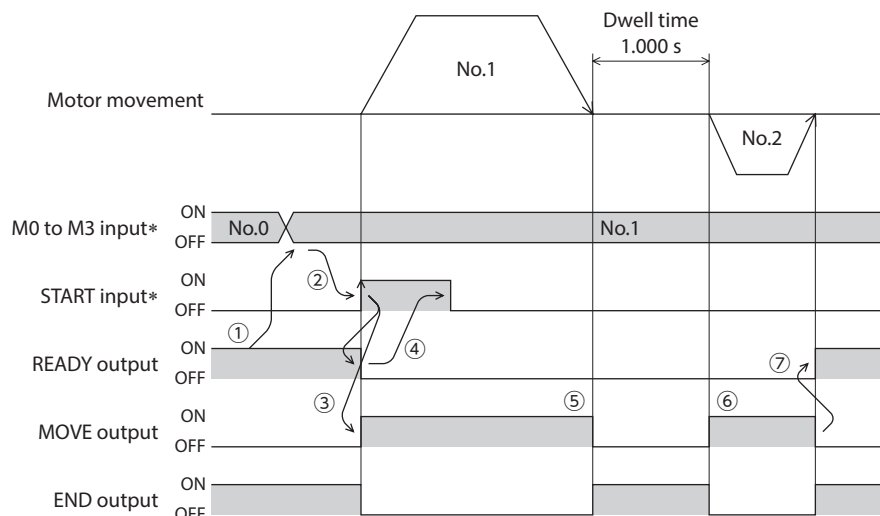 Dwell time
1.000 s
No.1
Motor movement
No.2
ON
M0 to M3 input*
No.0
No.1
OFF
ON
②
START input*
OFF
①
ON
④
READY output
⑦
OFF
③
⑤
⑥
ON
MOVE output
OFF
ON
END output
OFF